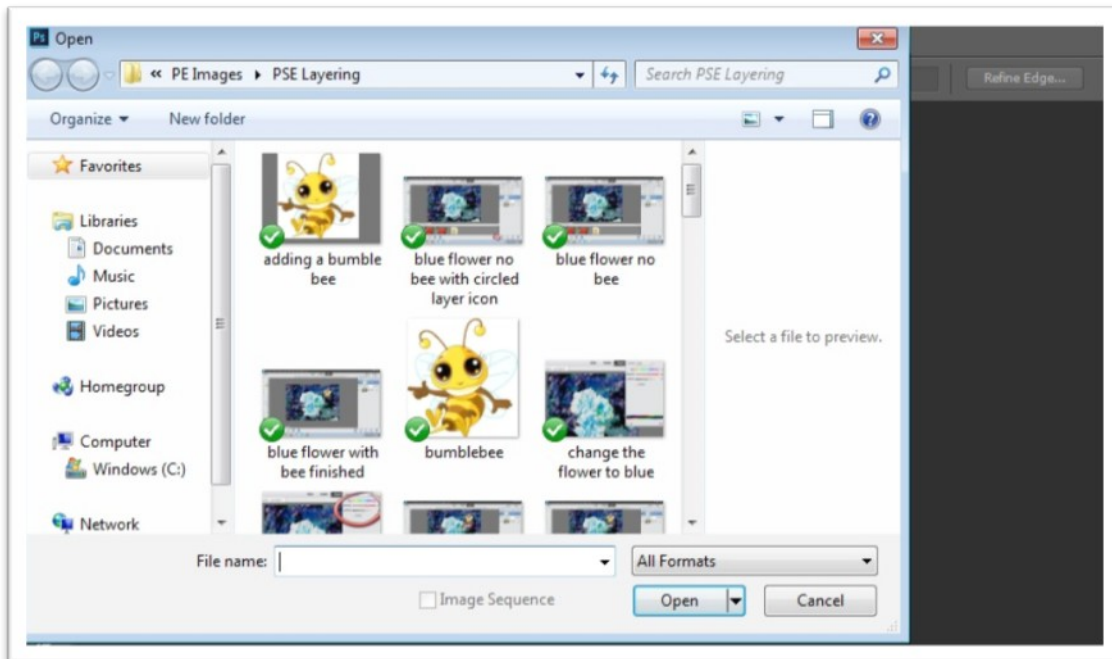 Ps Open
« PE Images ▸ PSE Layering
Search PSE Layering
Refine Edge...
Organize
New folder
Favorites
Libraries
Documents
Music
Pictures
Videos
Homegroup
Computer
Windows (C:)
Network
adding a bumble
bee
blue flower no
bee with circled
layer icon
blue flower no
bee
blue flower with
bee finished
bumblebee
change the
flower to blue
Select a file to preview.
File name:
All Formats
Image Sequence
Open
Cancel